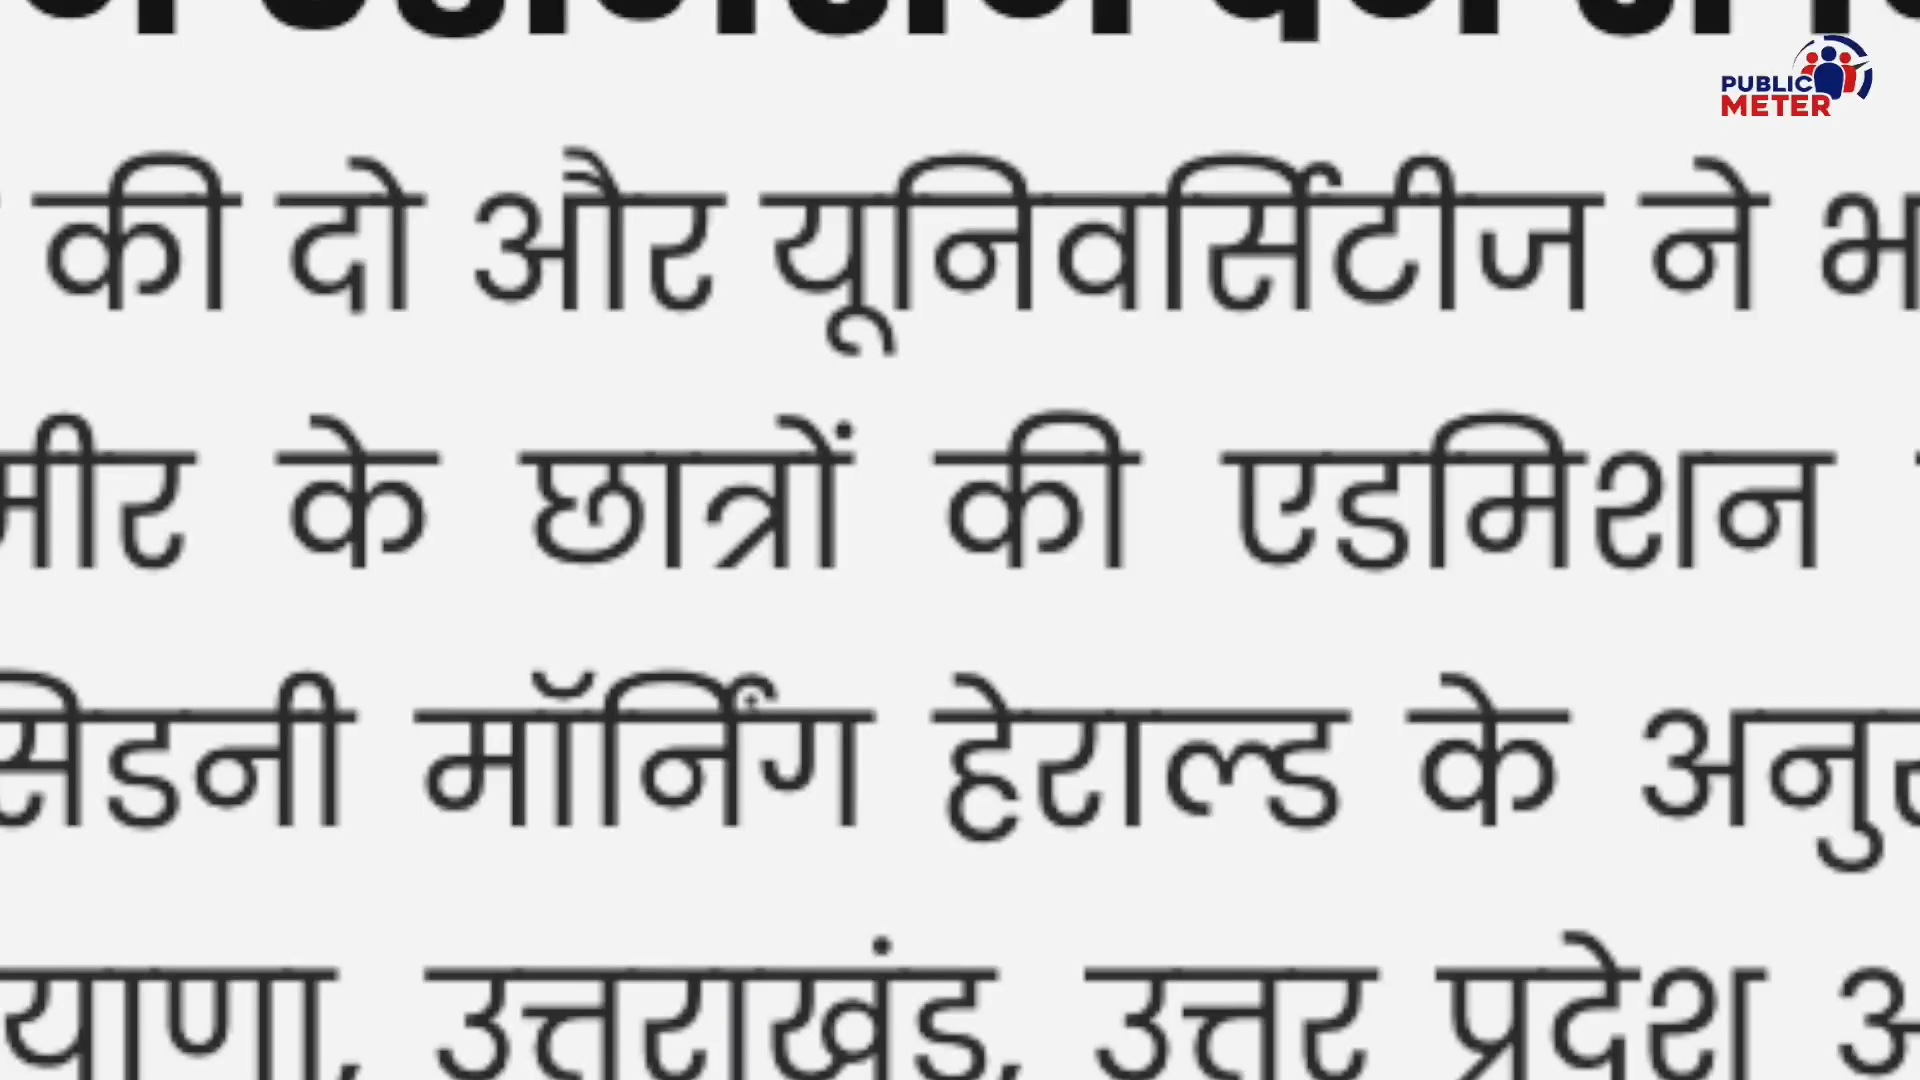 PUBLIC
METER
की दो और यूनिवर्सिटीज ने
के छात्रों की एडमिशन
सिडनी मॉर्निंग हेराल्ड के
उत्तराखंड, उत्तर प्रदेश